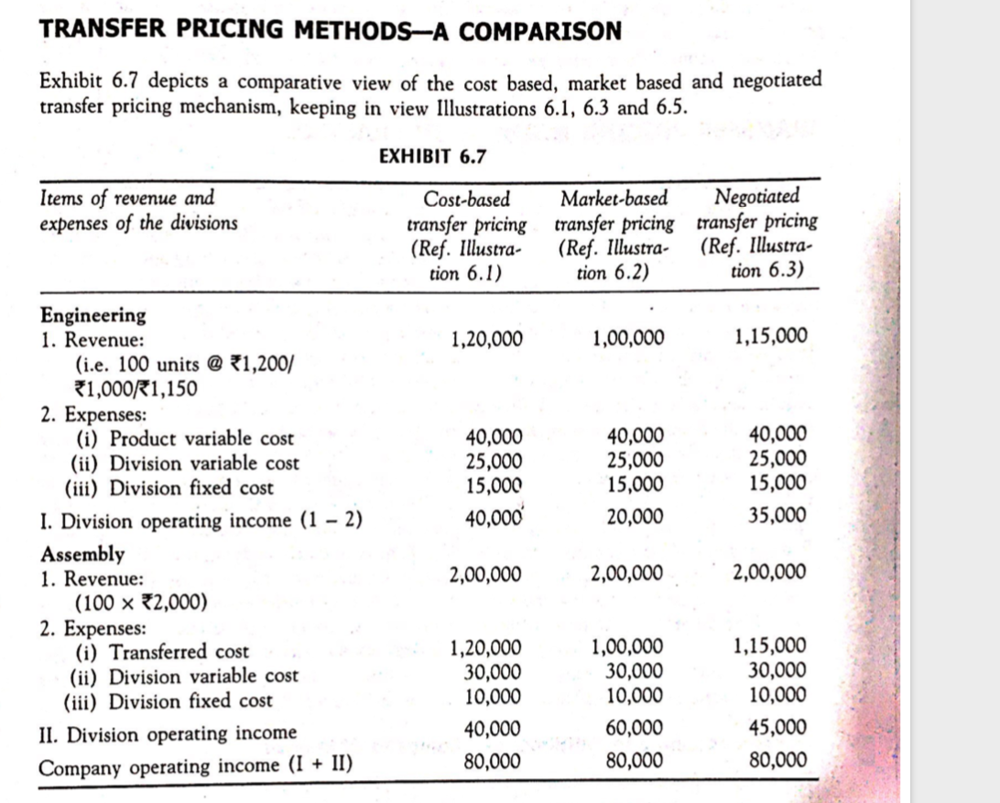 TRANSFER PRICING METHODS—A COMPARISON
Exhibit 6.7 depicts a comparative view of the cost based, market based and negotiated
transfer pricing mechanism, keeping in view Illustrations 6.1, 6.3 and 6.5.
EXHIBIT 6.7
Items of revenue and Cost-based Market-based Negotiated
expenses of the divisions transfer pricing transfer pricing transfer pricing
(Ref. Illustra- (Ref. Illustra- (Ref. Illustra-
tion 6.1) tion 6.2) tion 6.3)
Engineering
1. Revenue: 1,20,000 1,00,000 1,15,000
(i.e. 100 units @ ₹1,200/
₹1,000/₹1,150
2. Expenses:
(i) Product variable cost 40,000 40,000 40,000
(ii) Division variable cost 25,000 25,000 25,000
(iii) Division fixed cost 15,000 15,000 15,000
I. Division operating income (1 – 2) 40,000 20,000 35,000
Assembly
1. Revenue: 2,00,000 2,00,000 2,00,000
(100 × ₹2,000)
2. Expenses:
(i) Transferred cost 1,20,000 1,00,000 1,15,000
(ii) Division variable cost 30,000 30,000 30,000
(iii) Division fixed cost 10,000 10,000 10,000
II. Division operating income 40,000 60,000 45,000
Company operating income (I + II) 80,000 80,000 80,000